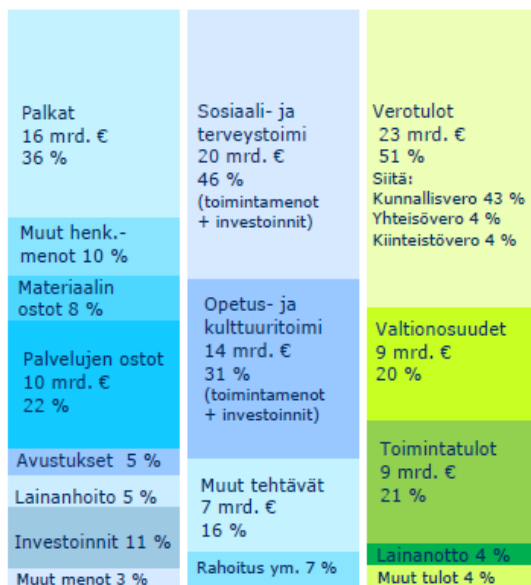 Palkat
16 mrd. €
36 %
Muut henk.-
menot 10 %
Materiaalin
ostot 8 %
Palvelujen ostot
10 mrd. €
22 %
Avustukset 5 %
Lainanhoito 5 %
Investoinnit 11 %
Muut menot 3 %
Sosiaali- ja
terveystoimi
20 mrd. €
46 %
(toimintamenot
+ investoinnit)
Opetus- ja
kulttuuritoimi
14 mrd. €
31 %
(toimintamenot
+ investoinnit)
Muut tehtävät
7 mrd. €
16 %
Rahoitus ym. 7 %
Verotulot
23 mrd. €
51 %
Siitä:
Kunnallisvero 43 %
Yhteisövero 4 %
Kiinteistövero 4 %
Valtionosuudet
9 mrd. €
20 %
Toimintatulot
9 mrd. €
21 %
Lainanotto 4 %
Muut tulot 4 %